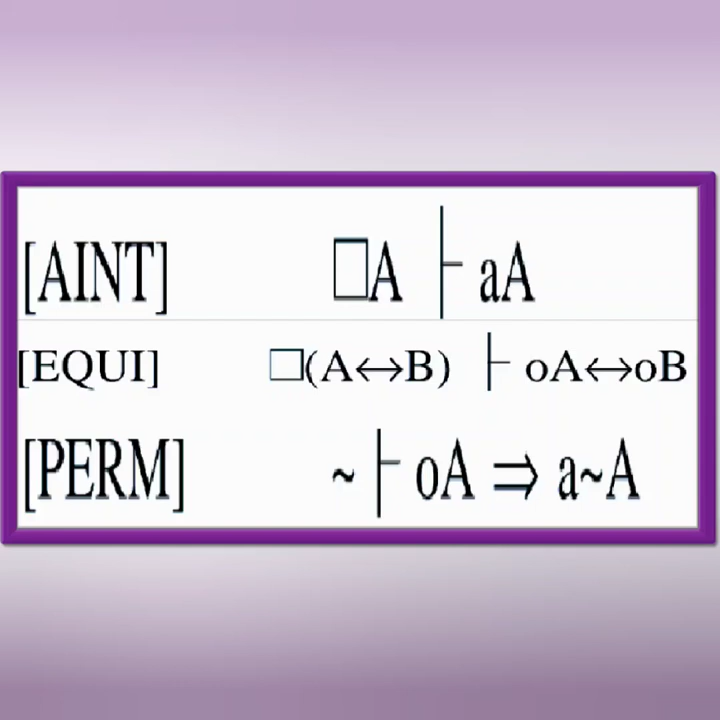 [AINT] □A ⊢ aA
[EQUI] □(A↔B) ⊢ oA↔oB
[PERM] ~⊢ oA ⇒ a~A